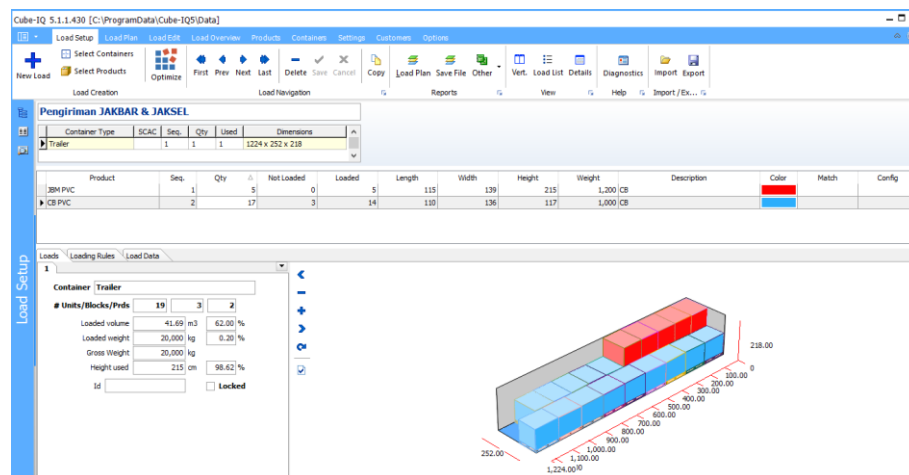 Cube-IQ 5.1.1.430 [C:\ProgramData\Cube-IQ5\Data]
Load Setup Load Plan Load Edit Load Overview Products Containers Settings Customers Options
New Load
Select Containers
Select Products
Optimize
First Prev Next Last
Delete Save Cancel
Copy
Load Plan Save File Other
Vert. Load List Details
Diagnostics
Import Export
Load Creation Load Navigation Reports View Help Import /Ex...
Pengiriman JAKBAR & JAKSEL
Container Type SCAC Seq. Qty Used Dimensions
Trailer 1 1 1 1224 x 252 x 218
Product Seq. Qty Not Loaded Loaded Length Width Height Weight Description Color Match Config
JBM PVC 1 5 0 5 115 139 215 1,200 CB
CB PVC 2 17 3 14 110 136 117 1,000 CB
Load Setup
Loads Loading Rules Load Data
1
Container Trailer
# Units/Blocks/Prds 19 3 2
Loaded volume 41.69 m3 62.00 %
Loaded weight 20,000 kg 0.20 %
Gross Weight 20,000 kg
Height used 215 cm 98.62 %
Id Locked
218.00
0
100.00
200.00
300.00
400.00
500.00
600.00
700.00
800.00
900.00
1,000.00
1,100.00
1,224.00
252.00